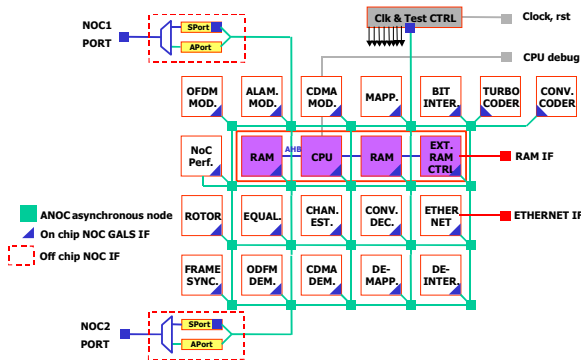 NOC1
PORT
SPort
APort
Clk & Test CTRL
Clock, rst
CPU debug
OFDM
MOD.
ALAM.
MOD.
CDMA
MOD.
MAPP.
BIT
INTER.
TURBO
CODER
CONV.
CODER
NoC
Perf.
RAM
AHB
CPU
RAM
EXT.
RAM
CTRL
RAM IF
ROTOR
EQUAL.
CHAN.
EST.
CONV.
DEC.
ETHER
NET
ETHERNET IF
ANOC asynchronous node
On chip NOC GALS IF
Off chip NOC IF
FRAME
SYNC.
ODFM
DEM.
CDMA
DEM.
DE-
MAPP.
DE-
INTER.
NOC2
PORT
SPort
APort